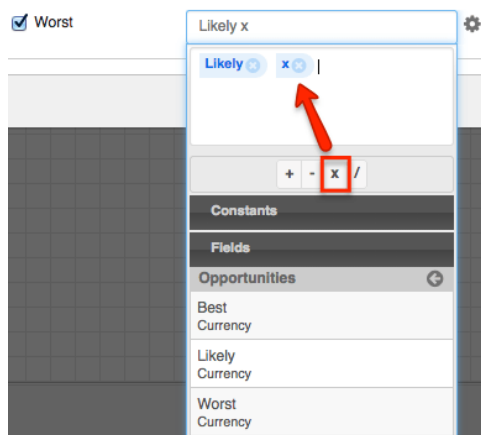 Worst
Likely x
Likely x
+ - x /
Constants
Fields
Opportunities
Best
Currency
Likely
Currency
Worst
Currency